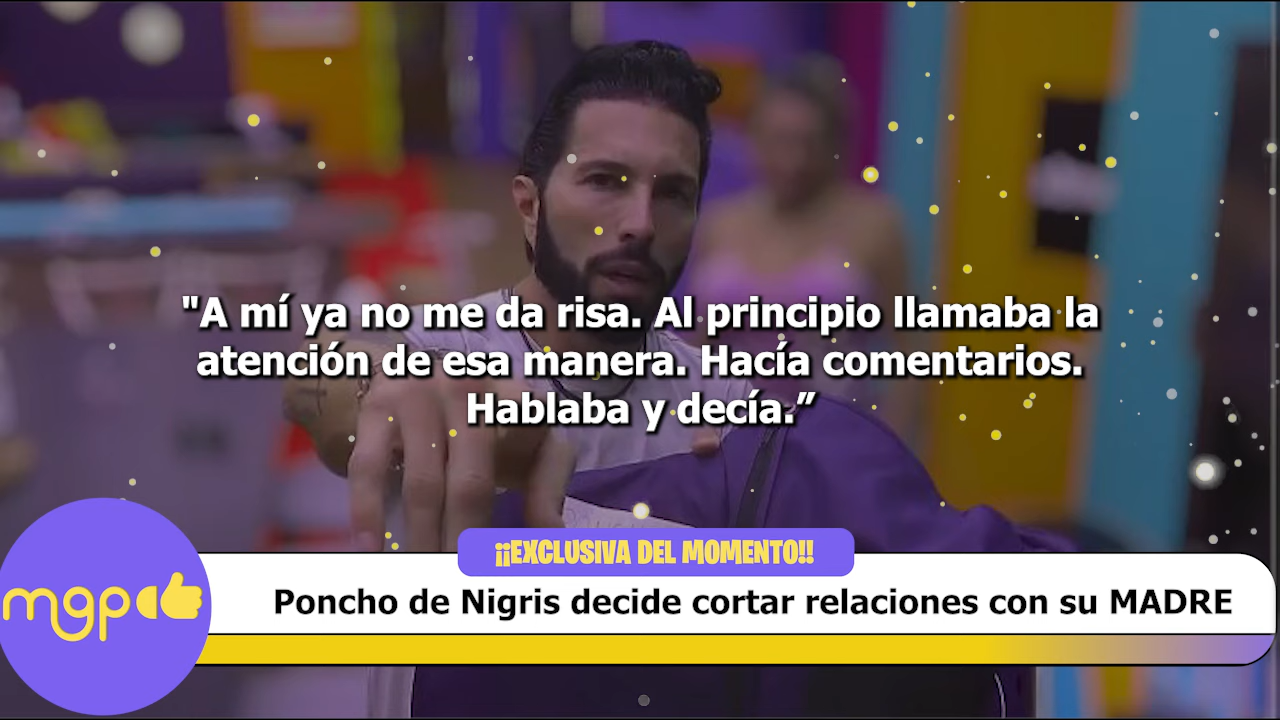 "A mí ya no me da risa. Al principio llamaba la
atención de esa manera. Hacía comentarios.
Hablaba y decía.”
¡¡EXCLUSIVA DEL MOMENTO!!
Poncho de Nigris decide cortar relaciones con su MADRE
mgp